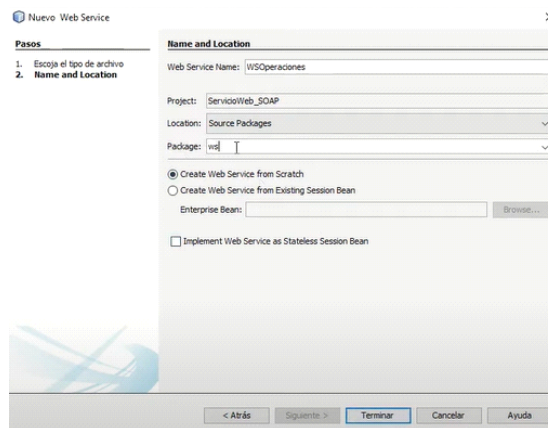 Nuevo Web Service
Pasos
1. Escoja el tipo de archivo
2. Name and Location
Name and Location
Web Service Name: WSOperaciones
Project: ServicioWeb_SOAP
Location: Source Packages
Package: ws
Create Web Service from Scratch
Create Web Service from Existing Session Bean
Enterprise Bean: Browse...
Implement Web Service as Stateless Session Bean
< Atrás Siguiente > Terminar Cancelar Ayuda